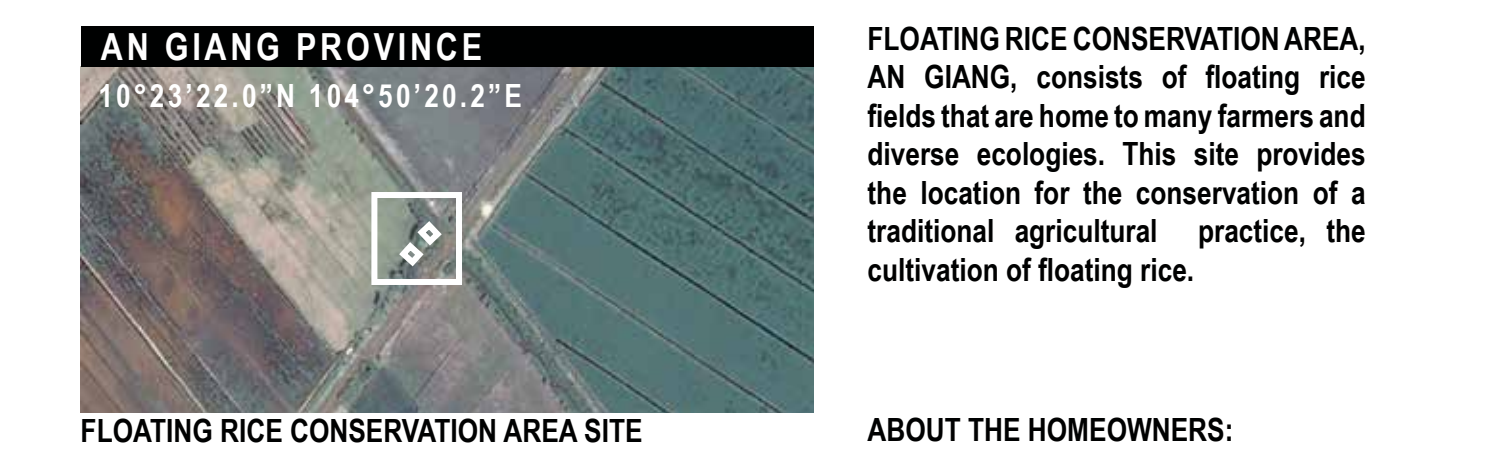 AN GIANG PROVINCE
10°23’22.0”N 104°50’20.2”E
FLOATING RICE CONSERVATION AREA SITE
FLOATING RICE CONSERVATION AREA,
AN GIANG, consists of floating rice
fields that are home to many farmers and
diverse ecologies. This site provides
the location for the conservation of a
traditional agricultural practice, the
cultivation of floating rice.
ABOUT THE HOMEOWNERS: